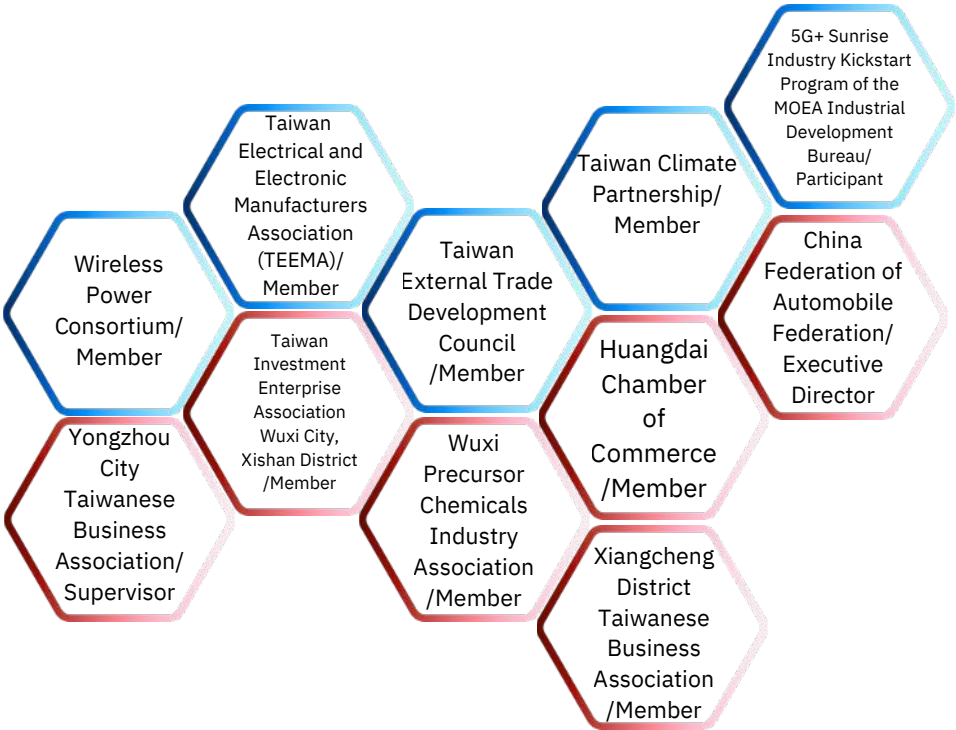 Wireless
Power
Consortium/
Member
Taiwan
Electrical and
Electronic
Manufacturers
Association
(TEEMA)/
Member
Taiwan
External Trade
Development
Council
/Member
Taiwan Climate
Partnership/
Member
5G+ Sunrise
Industry Kickstart
Program of the
MOEA Industrial
Development
Bureau/
Participant
Yongzhou
City
Taiwanese
Business
Association/
Supervisor
Taiwan
Investment
Enterprise
Association
Wuxi City,
Xishan District
/Member
Wuxi
Precursor
Chemicals
Industry
Association
/Member
Huangdai
Chamber
of
Commerce
/Member
China
Federation of
Automobile
Federation/
Executive
Director
Xiangcheng
District
Taiwanese
Business
Association
/Member